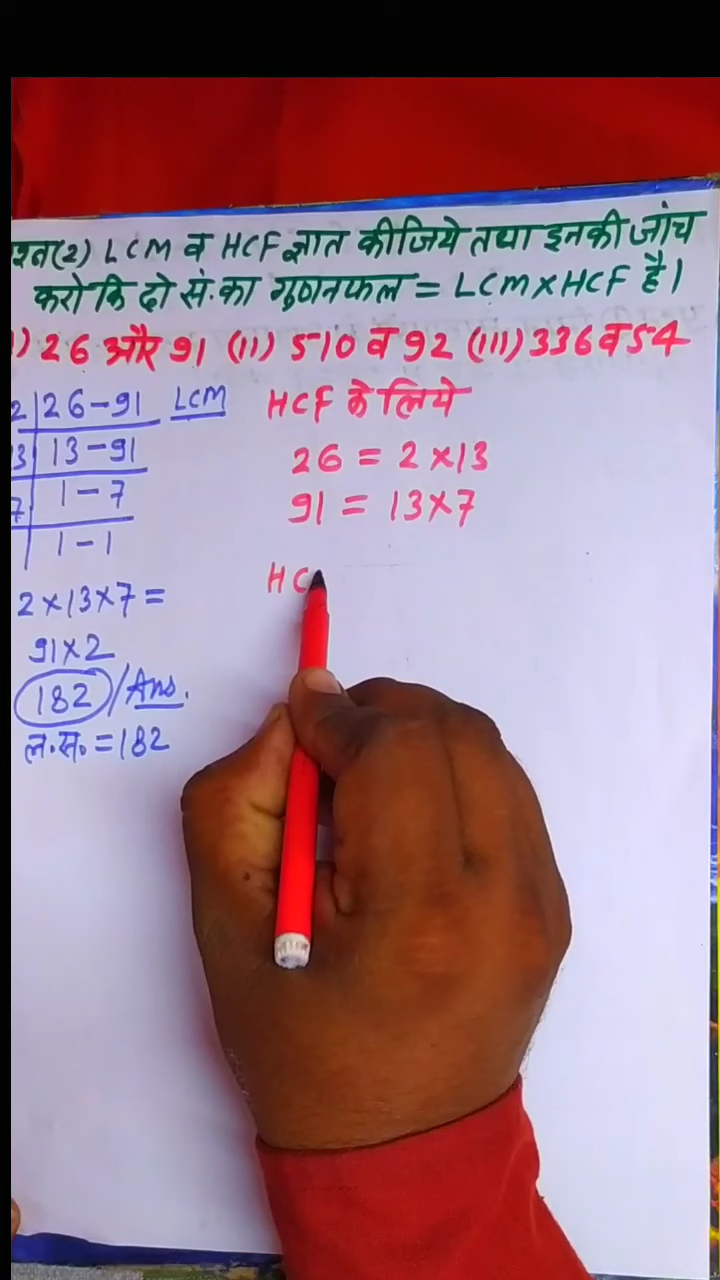 श्न(2) LCM व HCF ज्ञात कीजिये तथा इनकी जांच
करो कि दो सं. का गुणनफल = LCM×HCF है।
) 26 और 91 (ii) 510 व 92 (iii) 336 व 54
2 | 26-91 LCM
13 | 13-91
7 | 1-7
| 1-1
2×13×7=
91×2
182 / Ans.
ल.स. = 182
HCF के लिये
26 = 2×13
91 = 13×7
HC